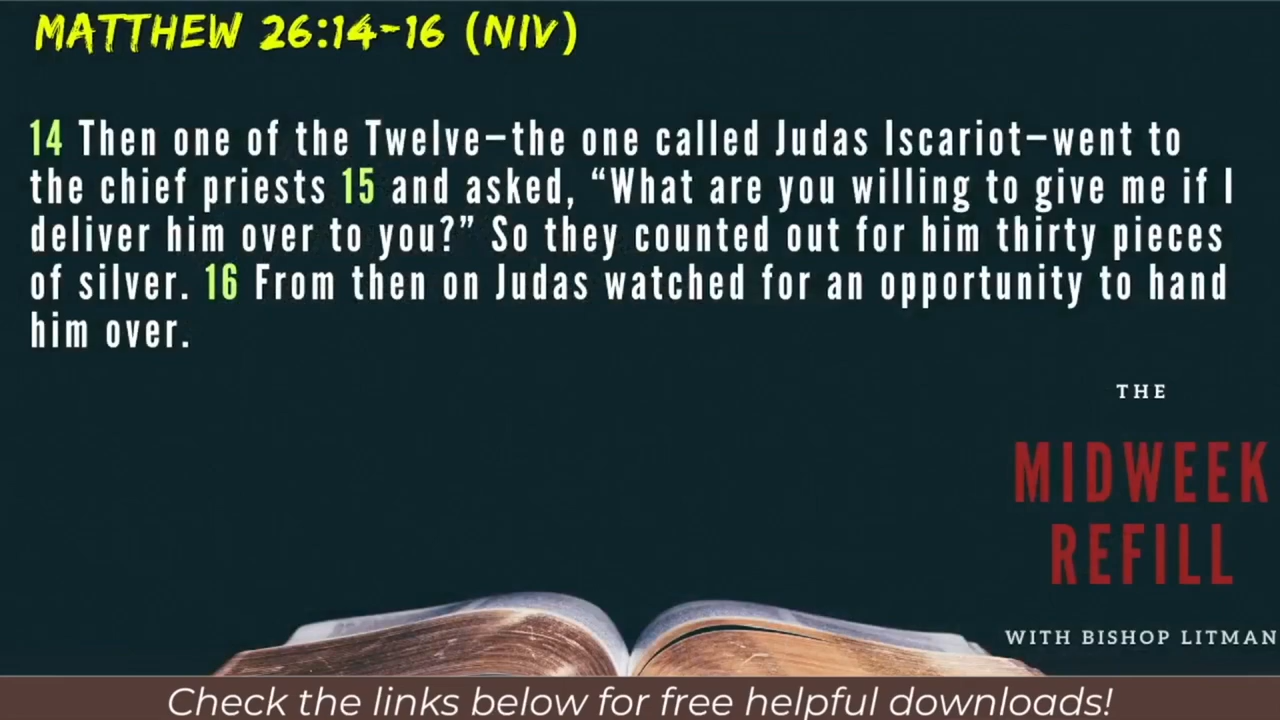 MATTHEW 26:14-16 (NIV)
14 Then one of the Twelve—the one called Judas Iscariot—went to
the chief priests 15 and asked, “What are you willing to give me if I
deliver him over to you?” So they counted out for him thirty pieces
of silver. 16 From then on Judas watched for an opportunity to hand
him over.
THE
MIDWEEK
REFILL
WITH BISHOP LITMAN
Check the links below for free helpful downloads!